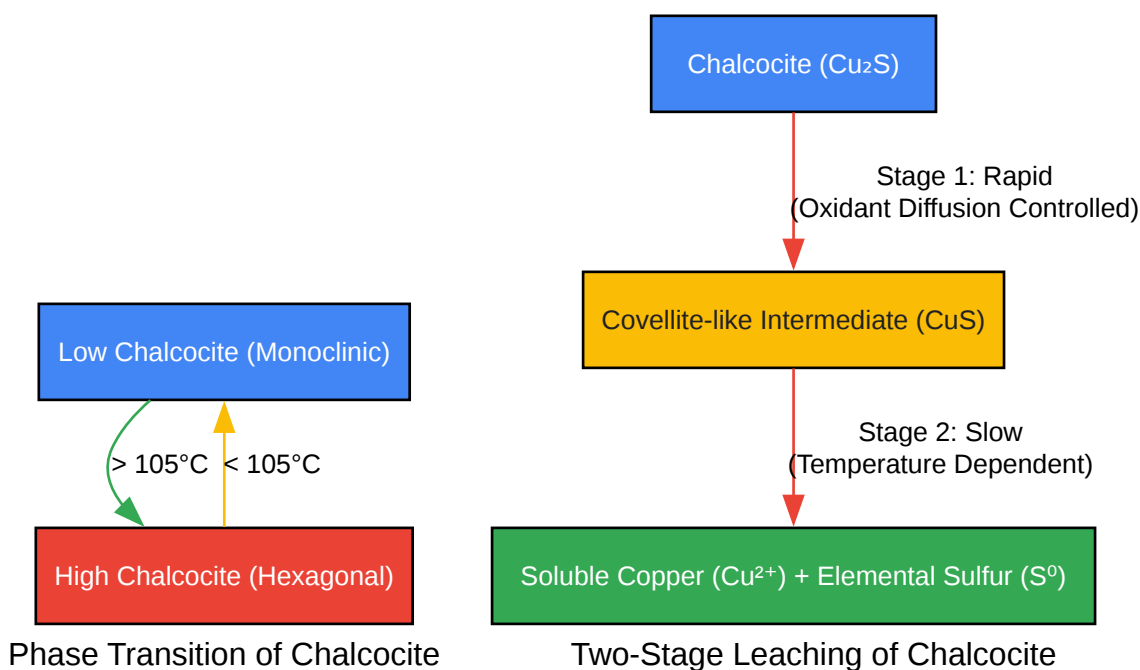 Chalcocite (Cu₂S)
Stage 1: Rapid
(Oxidant Diffusion Controlled)
Covellite-like Intermediate (CuS)
Low Chalcocite (Monoclinic)
Stage 2: Slow
(Temperature Dependent)
> 105°C
< 105°C
High Chalcocite (Hexagonal)
Soluble Copper (Cu²⁺) + Elemental Sulfur (S⁰)
Phase Transition of Chalcocite
Two-Stage Leaching of Chalcocite